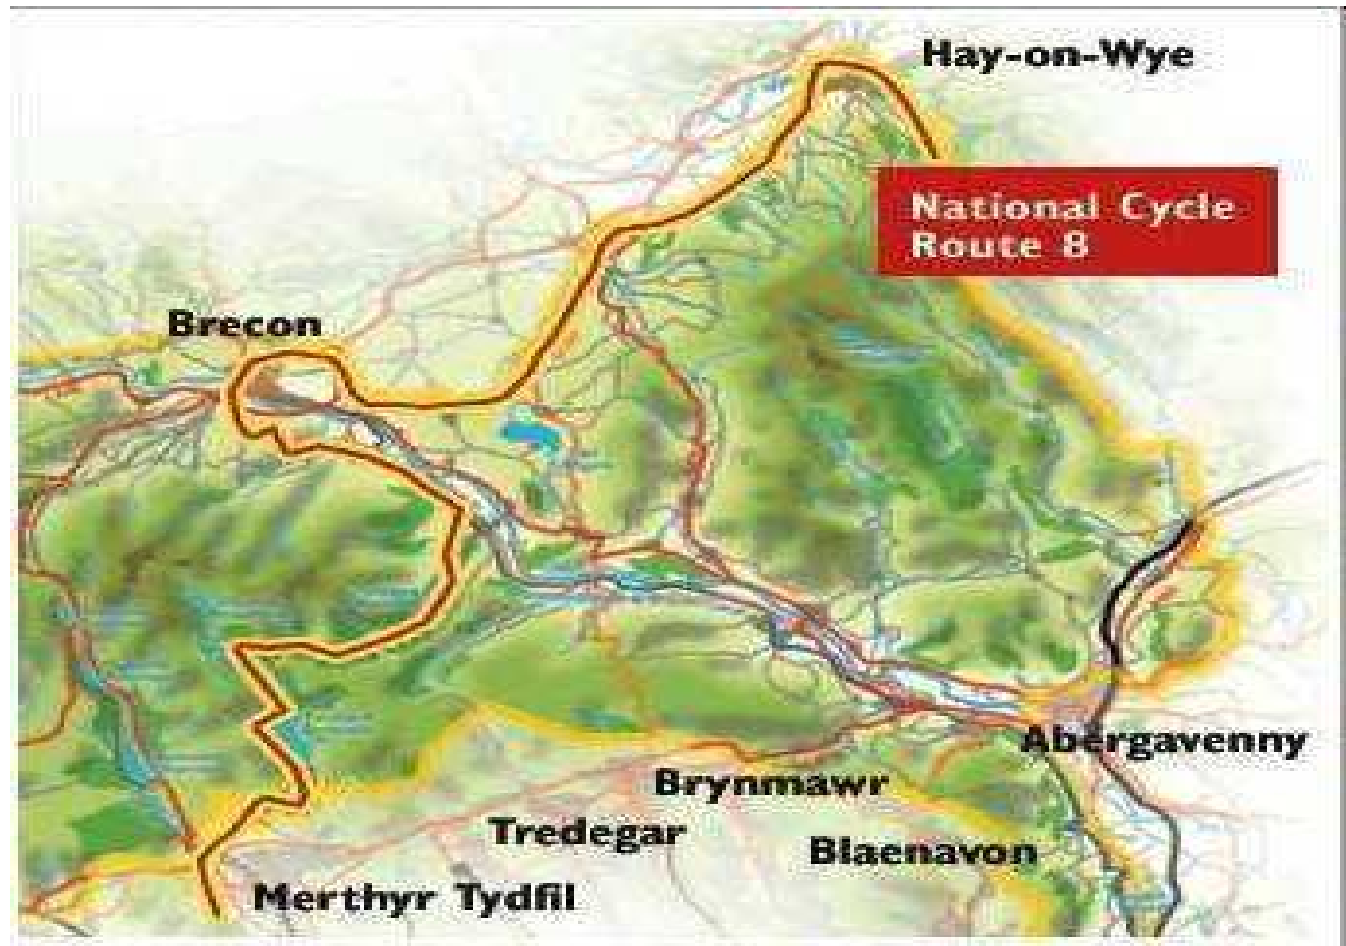 Hay-on-Wye
National Cycle
Route 8
Brecon
Abergavenny
Brynmawr
Tredegar
Blaenavon
Merthyr Tydfil